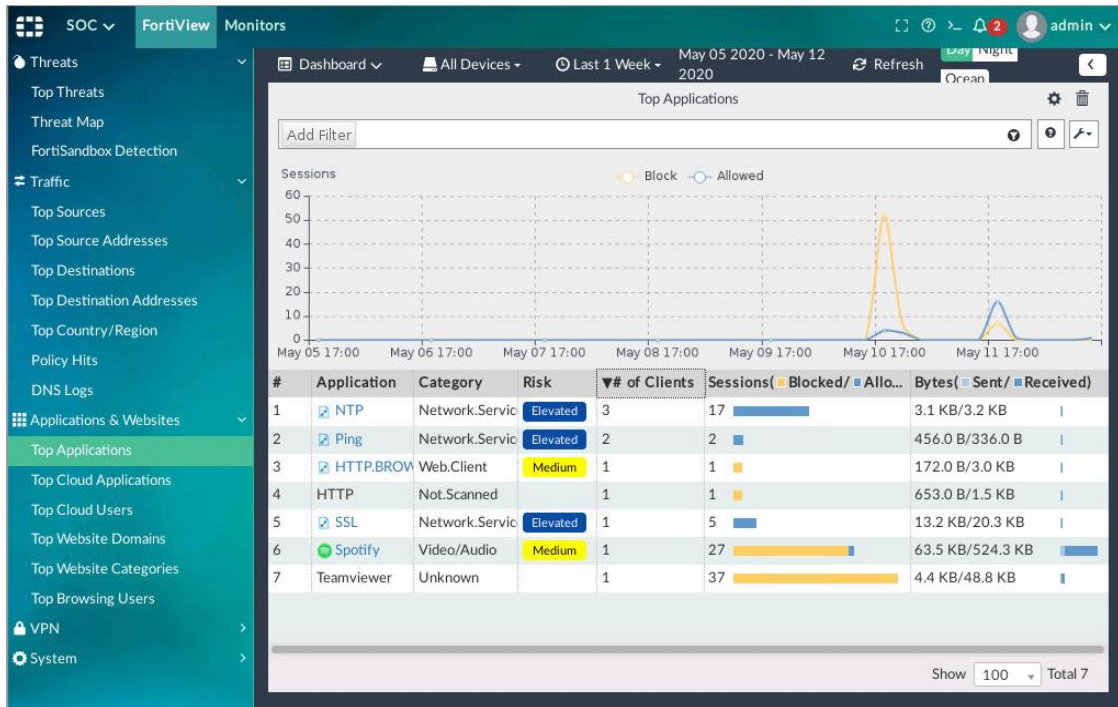 SOC FortiView Monitors 2 admin
Threats
Top Threats
Threat Map
FortiSandbox Detection
Traffic
Top Sources
Top Source Addresses
Top Destinations
Top Destination Addresses
Top Country/Region
Policy Hits
DNS Logs
Applications & Websites
Top Applications
Top Cloud Applications
Top Cloud Users
Top Website Domains
Top Website Categories
Top Browsing Users
VPN
System
Dashboard All Devices Last 1 Week May 05 2020 - May 12 2020 Refresh Day Night Ocean
Top Applications
Add Filter
Sessions Block Allowed
60
50
40
30
20
10
0
May 05 17:00 May 06 17:00 May 07 17:00 May 08 17:00 May 09 17:00 May 10 17:00 May 11 17:00
# Application Category Risk ▼# of Clients Sessions( Blocked/ Allo... Bytes( Sent/ Received)
1 NTP Network.Servic Elevated 3 17 3.1 KB/3.2 KB
2 Ping Network.Servic Elevated 2 2 456.0 B/336.0 B
3 HTTP.BROW Web.Client Medium 1 1 172.0 B/3.0 KB
4 HTTP Not.Scanned 1 1 653.0 B/1.5 KB
5 SSL Network.Servic Elevated 1 5 13.2 KB/20.3 KB
6 Spotify Video/Audio Medium 1 27 63.5 KB/524.3 KB
7 Teamviewer Unknown 1 37 4.4 KB/48.8 KB
Show 100 Total 7